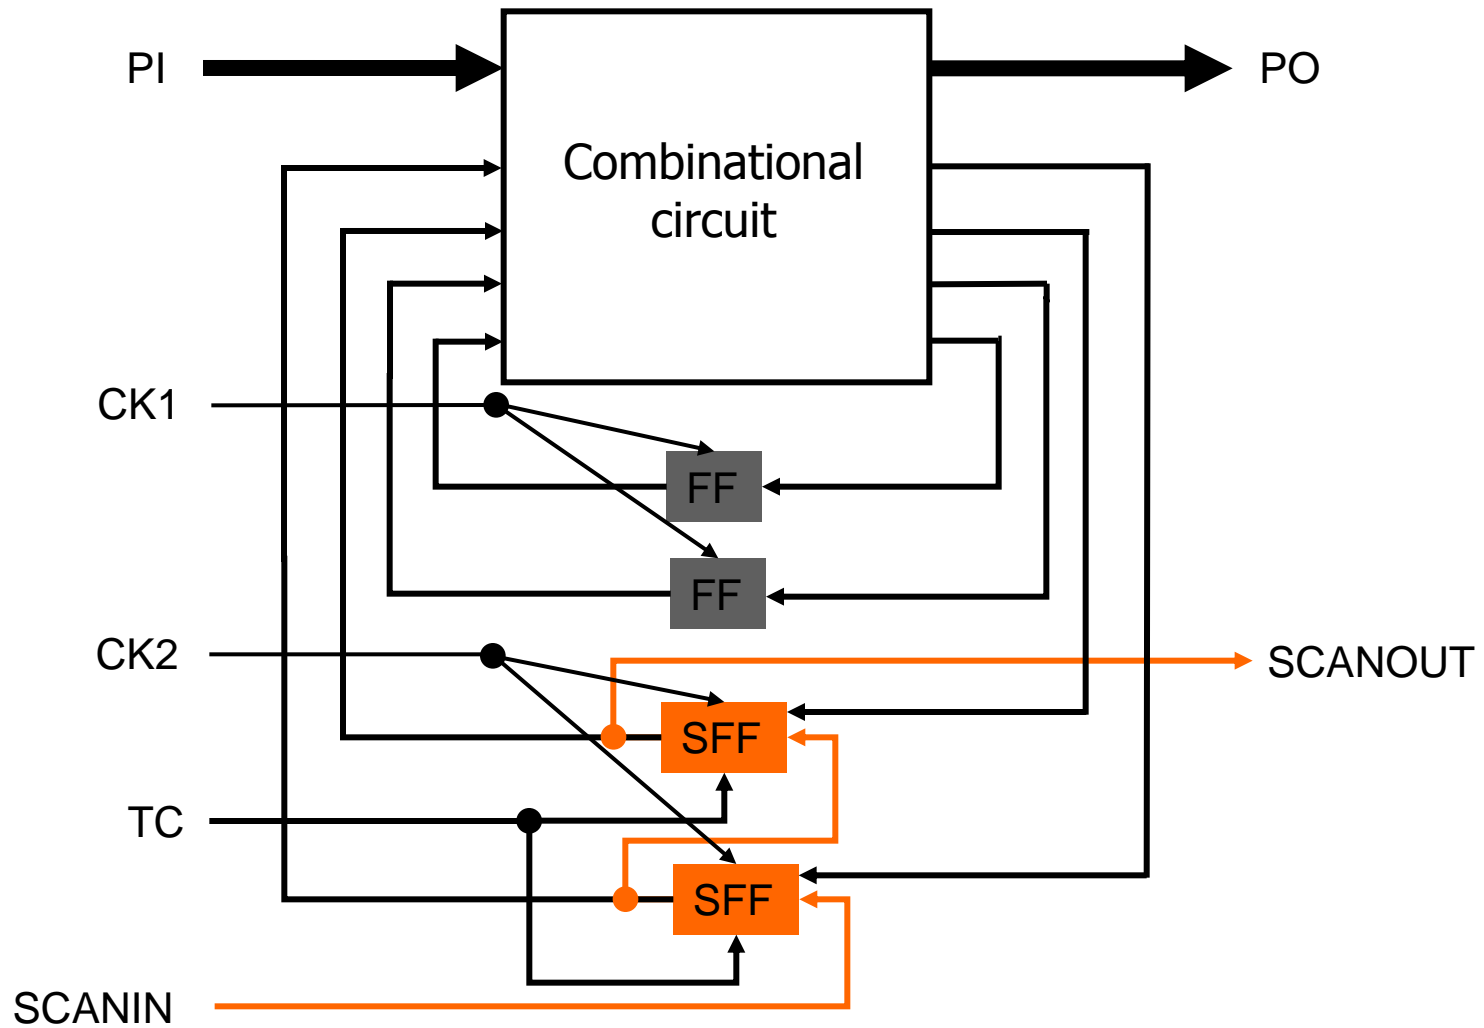 PI
PO
Combinational
circuit
CK1
FF
FF
CK2
SCANOUT
SFF
TC
SFF
SCANIN